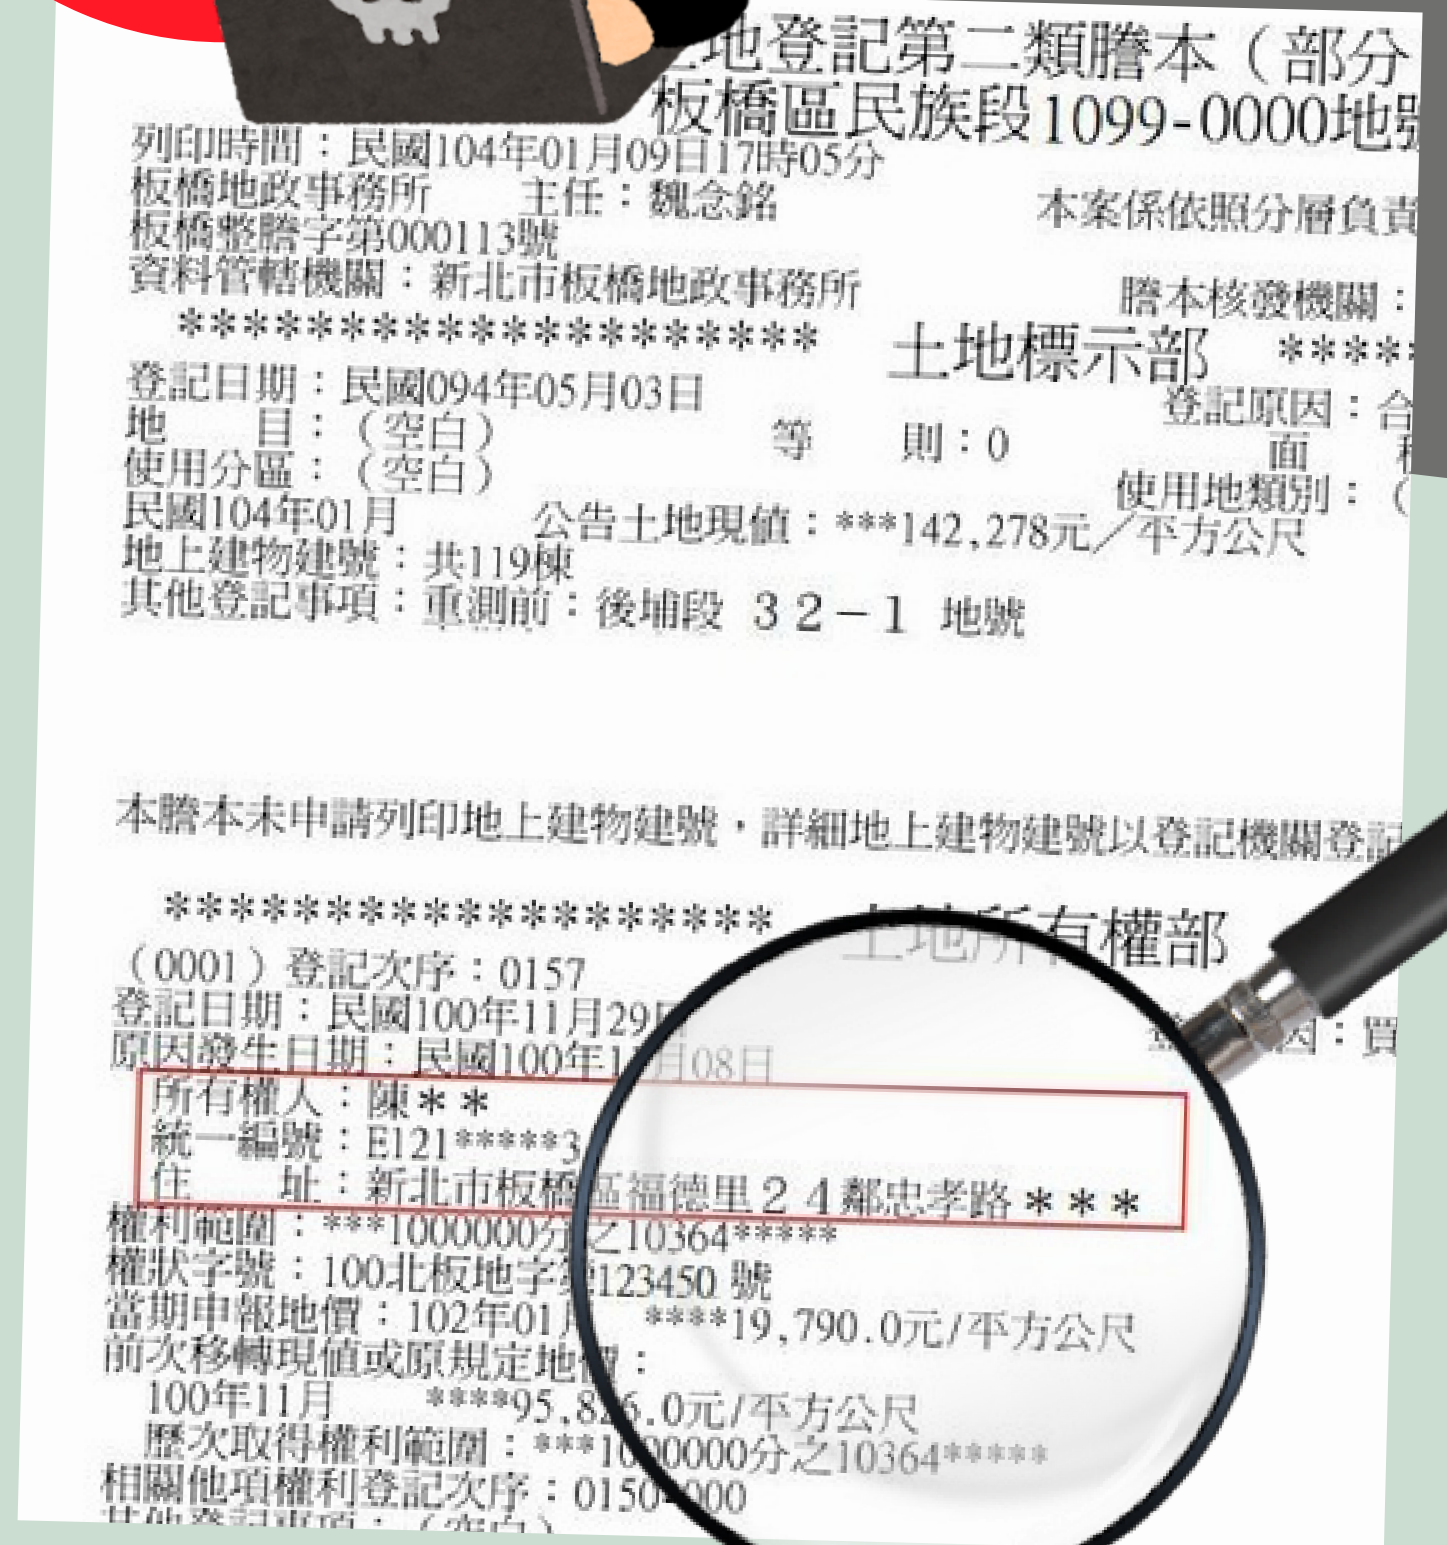 地登記第二類謄本（部分
板橋區民族段1099-0000地號
列印時間：民國104年01月09日17時05分
板橋地政事務所　主任：魏念銘　本案係依照分層負責
板橋整謄字第000113號
資料管轄機關：新北市板橋地政事務所　謄本核發機關：
********************　土地標示部　****
登記日期：民國094年05月03日　登記原因：合
地　目：（空白）　等　則：0　面
使用分區：（空白）　使用地類別：（
民國104年01月　公告土地現值：***142,278元／平方公尺
地上建物建號：共119棟
其他登記事項：重測前：後埔段 32－1 地號
本謄本未申請列印地上建物建號，詳細地上建物建號以登記機關登記
*******************　土地所有權部
（0001）登記次序：0157
登記日期：民國100年11月29日　因：買
原因發生日期：民國100年1月08日
所有權人：陳＊＊
統一編號：E121*****3
住　址：新北市板橋區福德里24鄰忠孝路＊＊＊
權利範圍：***1000000分之10364*****
權狀字號：100北板地字第123450 號
當期申報地價：102年01月　****19,790.0元/平方公尺
前次移轉現值或原規定地價：
100年11月　****95,826.0元/平方公尺
歷次取得權利範圍：***1000000分之10364*****
相關他項權利登記次序：0150-000
其他登記事項：（空白）